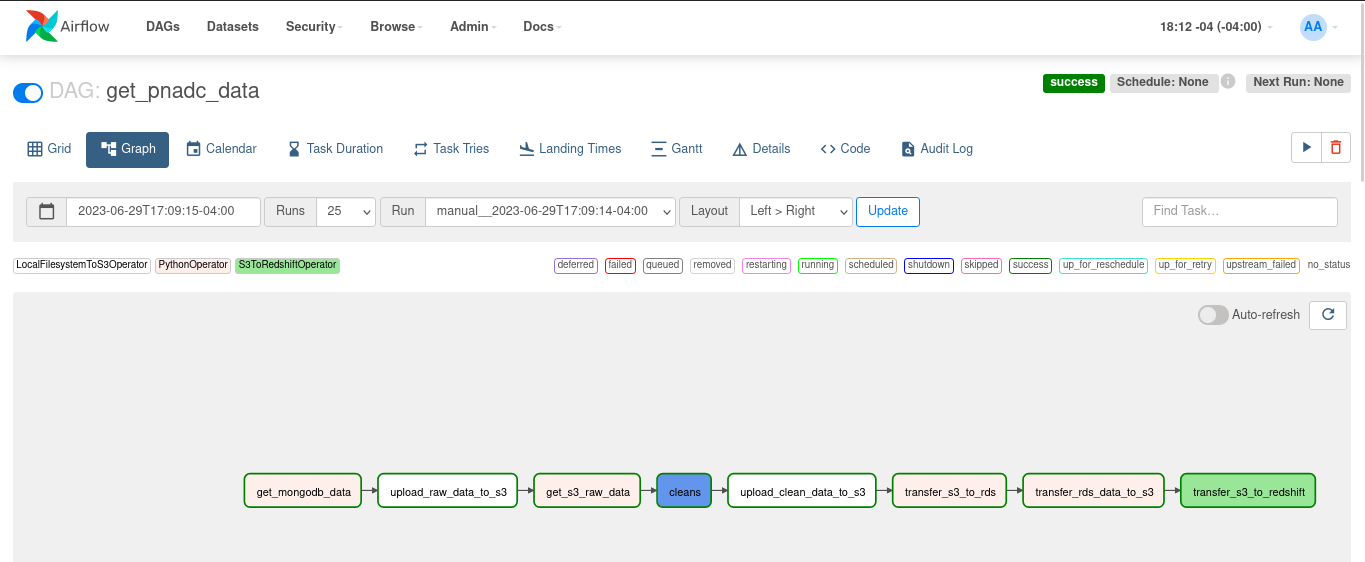 Airflow DAGs Datasets Security Browse Admin Docs 18:12 -04 (-04:00) AA
DAG: get_pnadc_data success Schedule: None Next Run: None
Grid Graph Calendar Task Duration Task Tries Landing Times Gantt Details Code Audit Log
2023-06-29T17:09:15-04:00 Runs 25 Run manual__2023-06-29T17:09:14-04:00 Layout Left > Right Update Find Task...
LocalFilesystemToS3Operator PythonOperator S3ToRedshiftOperator deferred failed queued removed restarting running scheduled shutdown skipped success up_for_reschedule up_for_retry upstream_failed no_status
Auto-refresh
get_mongodb_data upload_raw_data_to_s3 get_s3_raw_data cleans upload_clean_data_to_s3 transfer_s3_to_rds transfer_rds_data_to_s3 transfer_s3_to_redshift